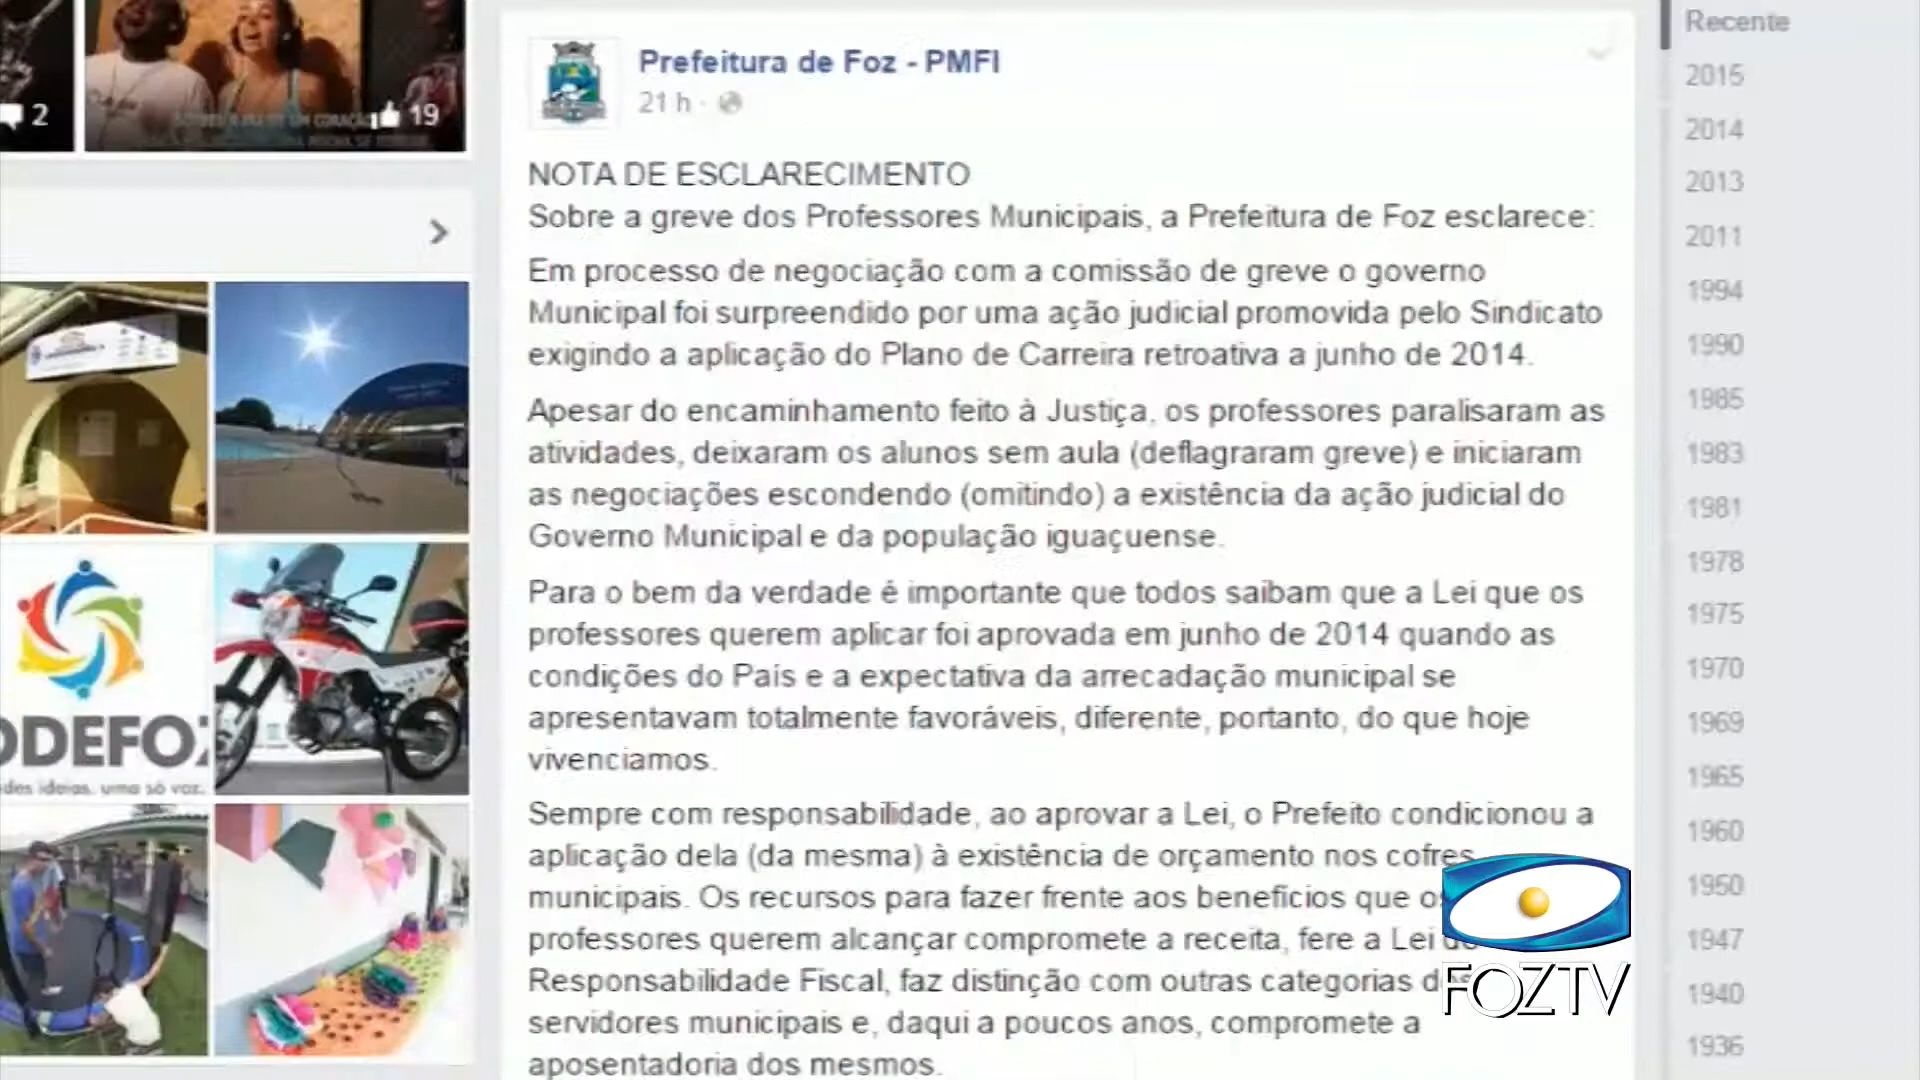 2
19
Prefeitura de Foz - PMFI
21 h ·
NOTA DE ESCLARECIMENTO
Sobre a greve dos Professores Municipais, a Prefeitura de Foz esclarece:
Em processo de negociação com a comissão de greve o governo
Municipal foi surpreendido por uma ação judicial promovida pelo Sindicato
exigindo a aplicação do Plano de Carreira retroativa a junho de 2014.
Apesar do encaminhamento feito à Justiça, os professores paralisaram as
atividades, deixaram os alunos sem aula (deflagraram greve) e iniciaram
as negociações escondendo (omitindo) a existência da ação judicial do
Governo Municipal e da população iguaçuense.
Para o bem da verdade é importante que todos saibam que a Lei que os
professores querem aplicar foi aprovada em junho de 2014 quando as
condições do País e a expectativa da arrecadação municipal se
apresentavam totalmente favoráveis, diferente, portanto, do que hoje
vivenciamos.
Sempre com responsabilidade, ao aprovar a Lei, o Prefeito condicionou a
aplicação dela (da mesma) à existência de orçamento nos cofres
municipais. Os recursos para fazer frente aos benefícios que os
professores querem alcançar compromete a receita, fere a Lei de
Responsabilidade Fiscal, faz distinção com outras categorias dos
servidores municipais e, daqui a poucos anos, compromete a
aposentadoria dos mesmos.
ODEFOZ
des ideias, uma só voz.
FOZTV
Recente
2015
2014
2013
2011
1994
1990
1985
1983
1981
1978
1975
1970
1969
1965
1960
1950
1947
1940
1936